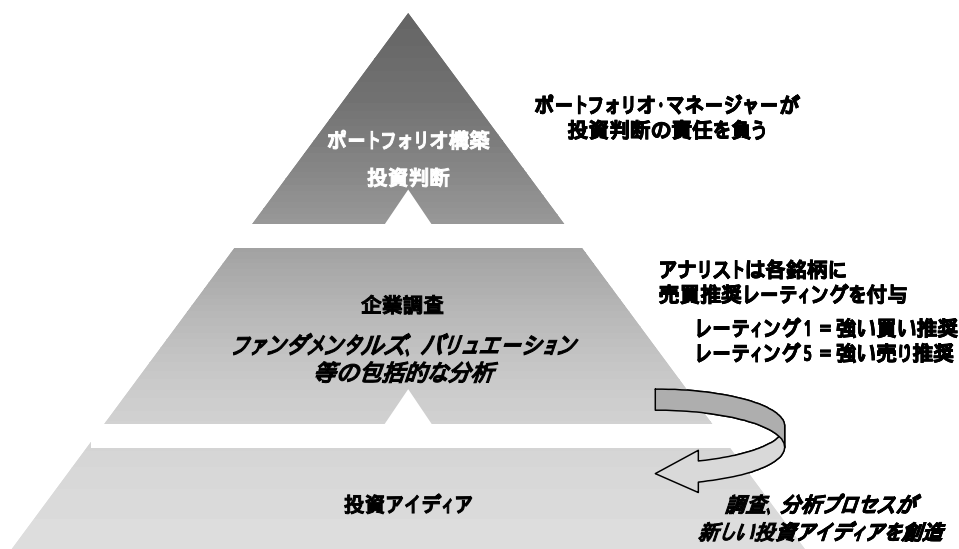 ポートフォリオ・マネージャーが
投資判断の責任を負う
ポートフォリオ構築
投資判断
アナリストは各銘柄に
売買推奨レーティングを付与
レーティング1＝強い買い推奨
レーティング5＝強い売り推奨
企業調査
ファンダメンタルズ、バリュエーション
等の包括的な分析
投資アイディア
調査、分析プロセスが
新しい投資アイディアを創造